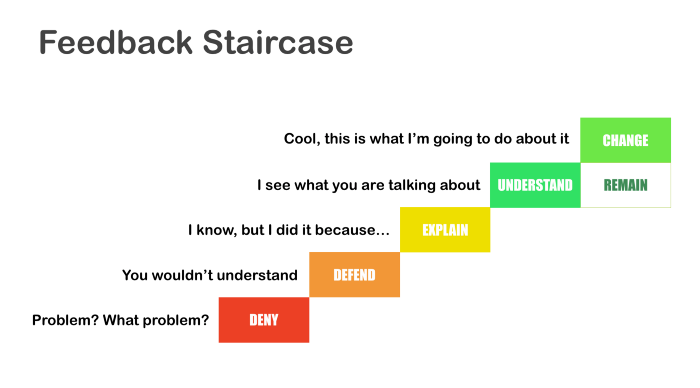 Feedback Staircase
Cool, this is what I'm going to do about it CHANGE
I see what you are talking about UNDERSTAND REMAIN
I know, but I did it because... EXPLAIN
You wouldn't understand DEFEND
Problem? What problem? DENY